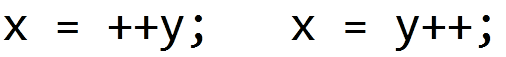 x = ++y;   x = y++;